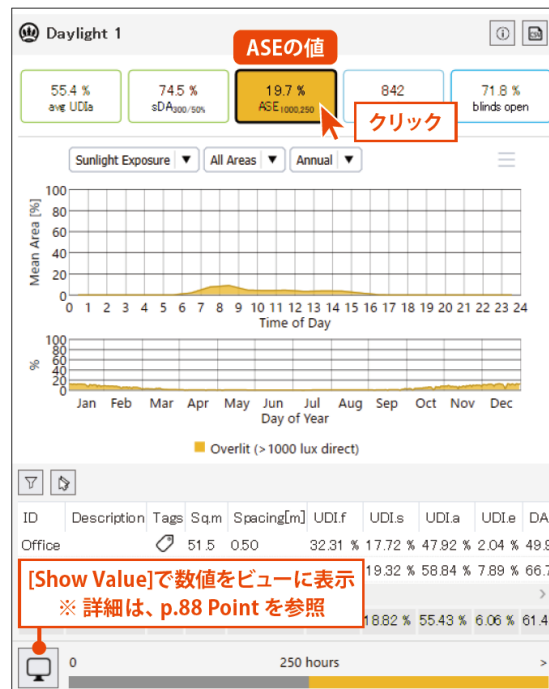 Daylight 1
ASEの値
55.4 % 74.5 % 19.7 % 842 71.8 %
avg UDIa sDA300/50% ASE1000,250 blinds open
クリック
Sunlight Exposure ▼ All Areas ▼ Annual ▼
Mean Area [%]
100
80
60
40
20
0
0 1 2 3 4 5 6 7 8 9 10 11 12 13 14 15 16 17 18 19 20 21 22 23 24
Time of Day
%
100
80
60
40
20
0
Jan Feb Mar Apr May Jun Jul Aug Sep Oct Nov Dec
Day of Year
Overlit (>1000 lux direct)
ID Description Tags Sq.m Spacing[m] UDI.f UDI.s UDI.a UDI.e DA
Office 51.5 0.50 32.31 % 17.72 % 47.92 % 2.04 % 49.9
19.32 % 58.84 % 7.89 % 66.7
[Show Value]で数値をビューに表示
※ 詳細は、p.88 Point を参照
18.82 % 55.43 % 6.06 % 61.4
0 250 hours >